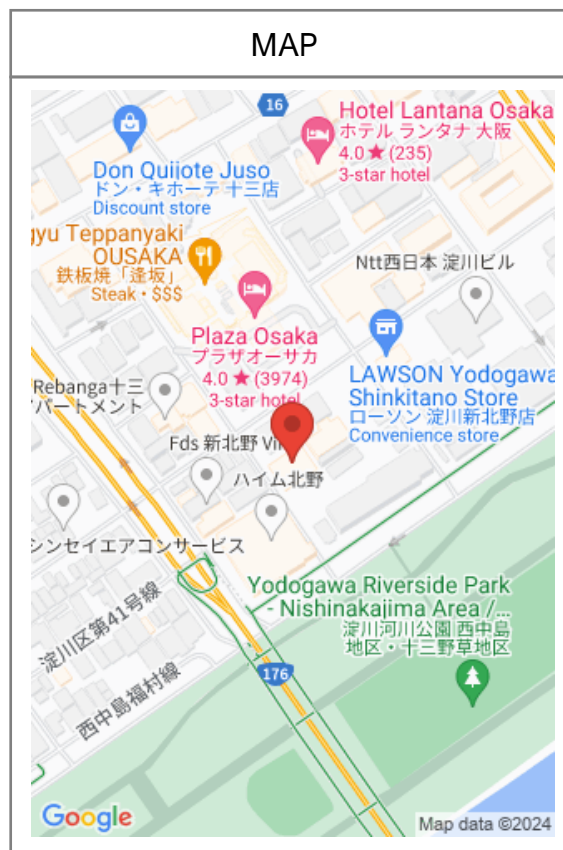 MAP
16
Hotel Lantana Osaka
ホテル ランタナ 大阪
4.0 ★ (235)
3-star hotel
Don Quijote Juso
ドン・キホーテ 十三店
Discount store
gyu Teppanyaki
OUSAKA
鉄板焼「逢坂」
Steak • $$$
Ntt西日本 淀川ビル
Plaza Osaka
プラザオーサカ
4.0 ★ (3974)
3-star hotel
LAWSON Yodogawa
Shinkitano Store
ローソン 淀川新北野店
Convenience store
Rebanga十三
アパートメント
Fds 新北野 Vi
ハイム北野
シンセイエアコンサービス
Yodogawa Riverside Park
- Nishinakajima Area /...
淀川河川公園 西中島
地区・十三野草地区
淀川区第41号線
176
西中島福村線
Google
Map data ©2024